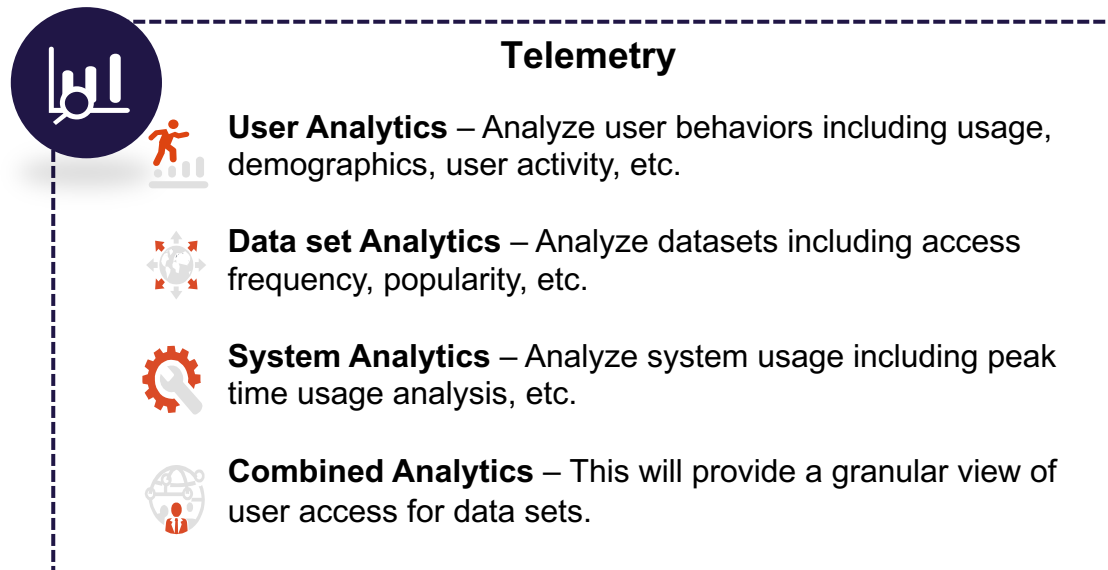 Telemetry
User Analytics – Analyze user behaviors including usage,
demographics, user activity, etc.
Data set Analytics – Analyze datasets including access
frequency, popularity, etc.
System Analytics – Analyze system usage including peak
time usage analysis, etc.
Combined Analytics – This will provide a granular view of
user access for data sets.